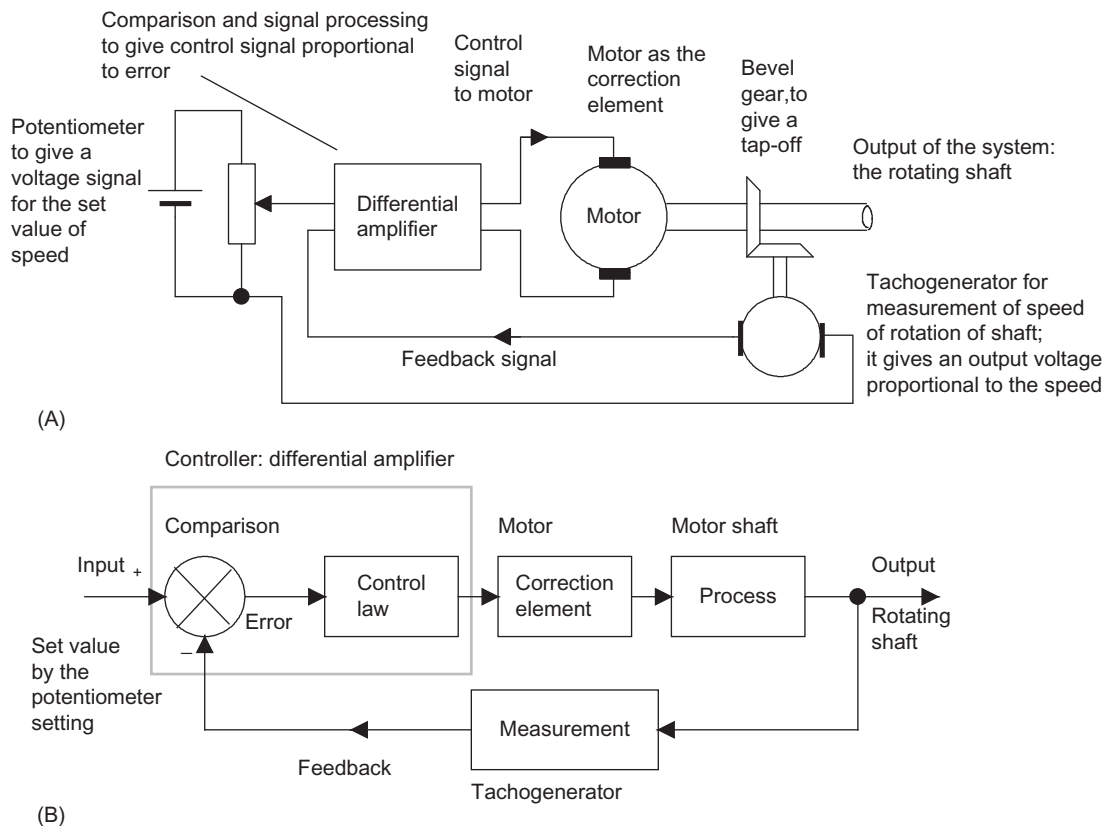 Comparison and signal processing
to give control signal proportional
to error
Control
signal
to motor
Motor as the
correction
element
Bevel
gear,to
give a
tap-off
Potentiometer
to give a
voltage signal
for the set
value of
speed
Output of the system:
the rotating shaft
Differential
amplifier
Motor
Tachogenerator for
measurement of speed
of rotation of shaft;
it gives an output voltage
proportional to the speed
Feedback signal
(A)
Controller: differential amplifier
Comparison
Motor
Motor shaft
Input +
Error
Control
law
Correction
element
Process
Output
Rotating
shaft
Set value
by the
potentiometer
setting
–
Measurement
Feedback
Tachogenerator
(B)